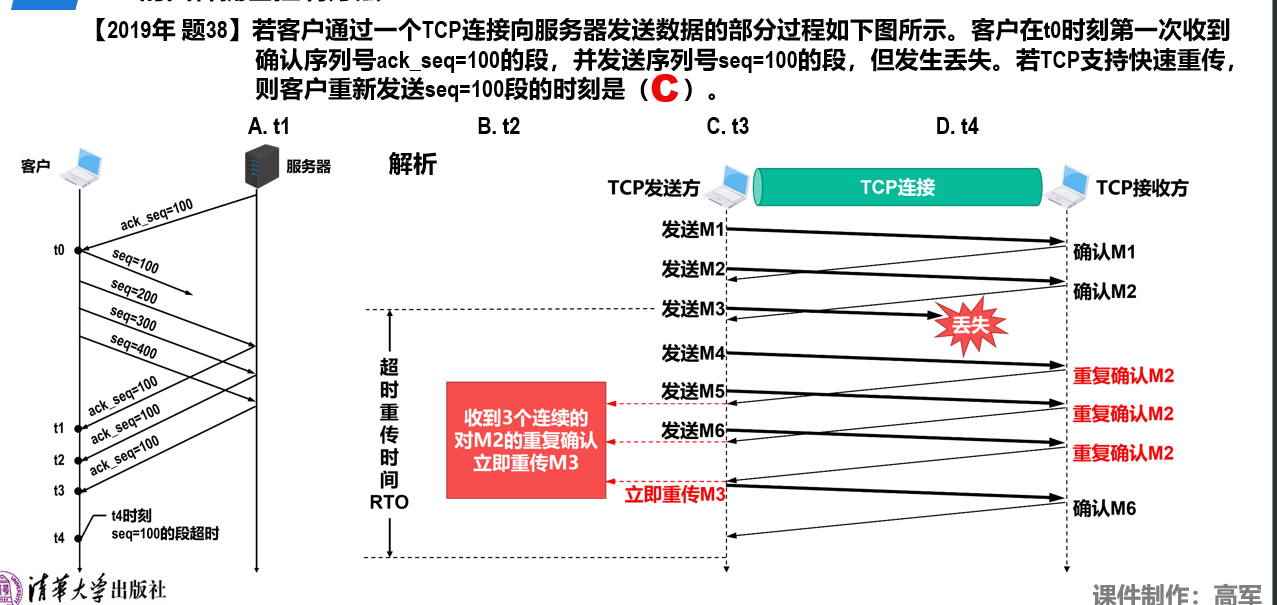 【2019年 题38】若客户通过一个TCP连接向服务器发送数据的部分过程如下图所示。客户在t0时刻第一次收到
确认序列号ack_seq=100的段，并发送序列号seq=100的段，但发生丢失。若TCP支持快速重传，
则客户重新发送seq=100段的时刻是（C）。
A. t1
B. t2
C. t3
D. t4
客户
服务器
ack_seq=100
t0
seq=100
seq=200
seq=300
seq=400
ack_seq=100
t1
ack_seq=100
t2
ack_seq=100
t3
t4时刻
seq=100的段超时
t4
解析
TCP发送方
TCP连接
TCP接收方
发送M1
确认M1
发送M2
确认M2
发送M3
丢失
发送M4
重复确认M2
发送M5
重复确认M2
发送M6
重复确认M2
立即重传M3
确认M6
超
时
重
传
时
间
RTO
收到3个连续的
对M2的重复确认
立即重传M3
清华大学出版社
课件制作：高军